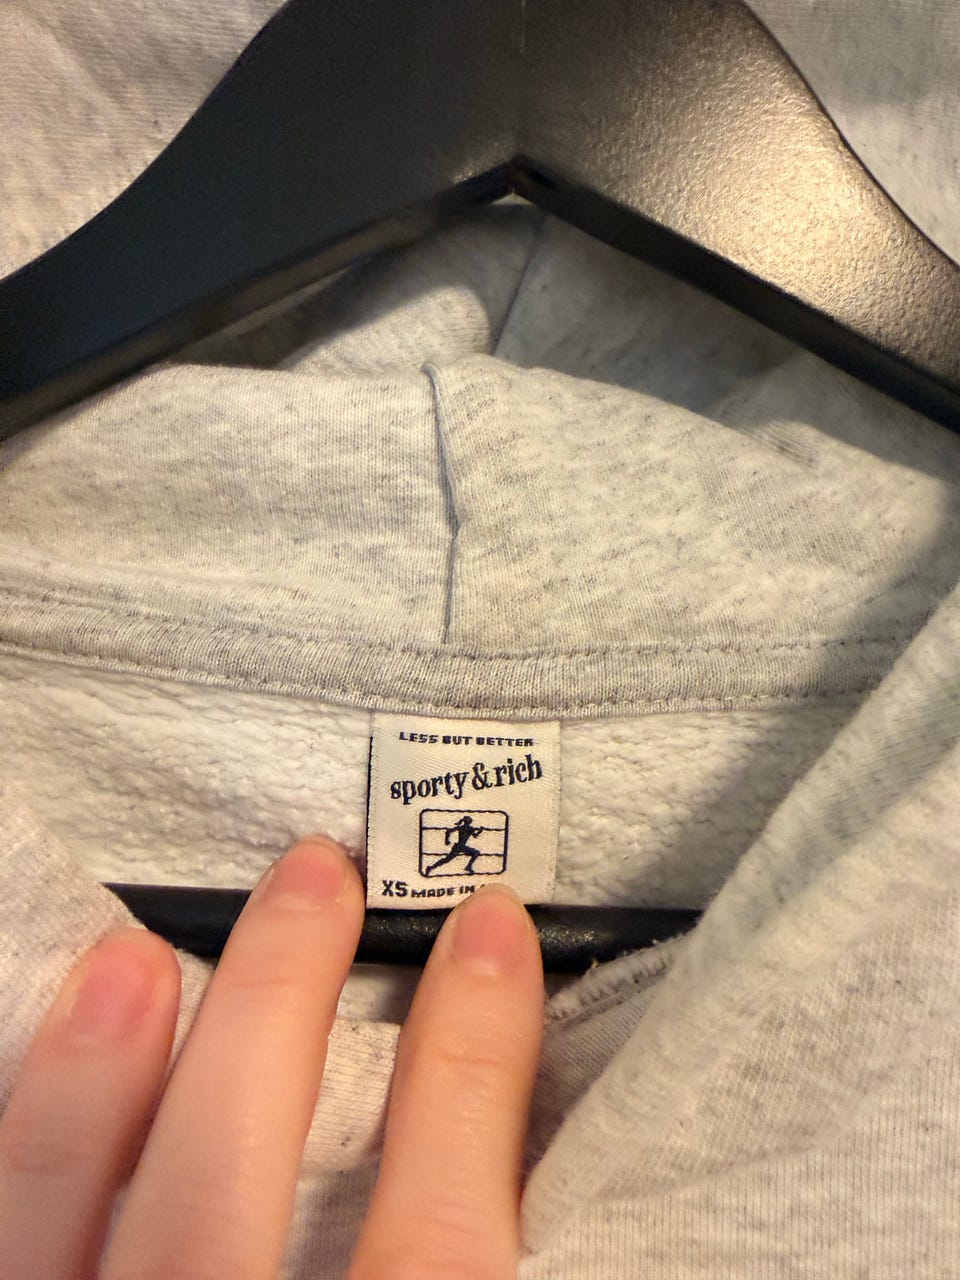 LESS BUT BETTER
sporty & rich
XS MADE IN